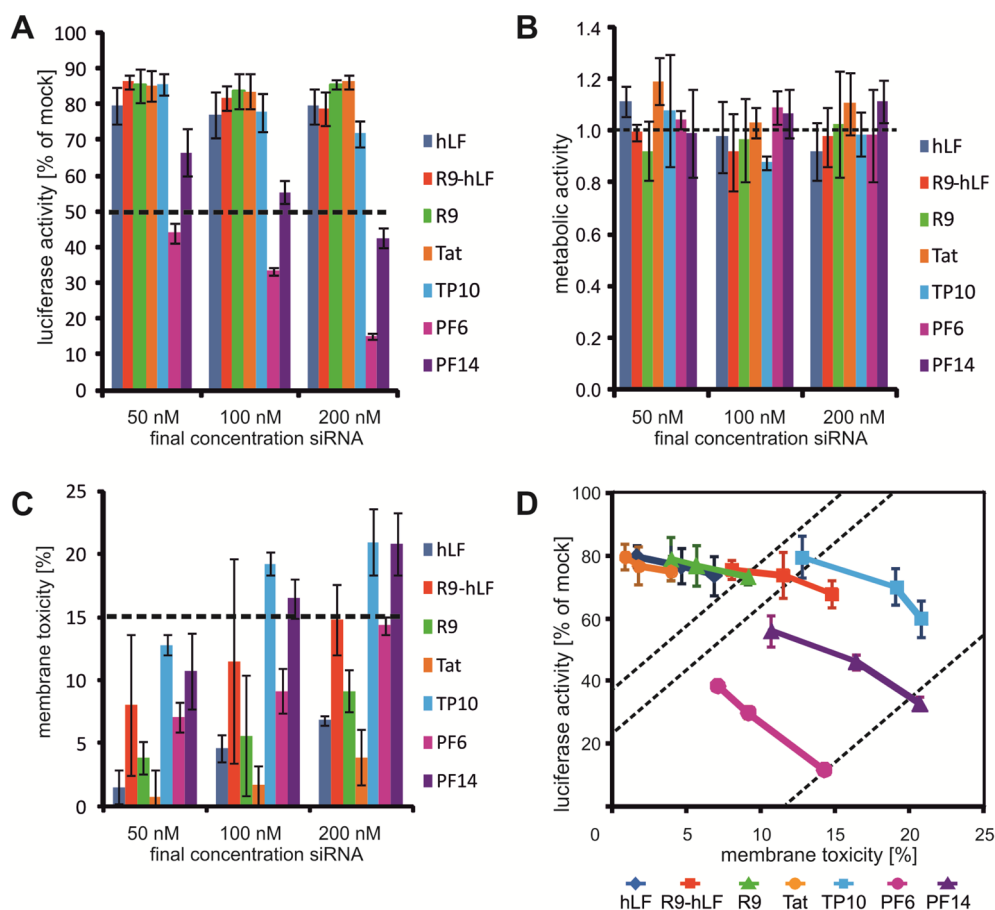 A
luciferase activity [% of mock]
100
90
80
70
60
50
40
30
20
10
0
50 nM 100 nM 200 nM
final concentration siRNA
hLF
R9-hLF
R9
Tat
TP10
PF6
PF14
B
metabolic activity
1.4
1.2
1.0
0.8
0.6
0.4
0.2
0.0
50 nM 100 nM 200 nM
final concentration siRNA
hLF
R9-hLF
R9
Tat
TP10
PF6
PF14
C
membrane toxicity [%]
25
20
15
10
5
0
50 nM 100 nM 200 nM
final concentration siRNA
hLF
R9-hLF
R9
Tat
TP10
PF6
PF14
D
luciferase activity [% of mock]
100
80
60
40
20
0 5 10 15 20 25
membrane toxicity [%]
hLF R9-hLF R9 Tat TP10 PF6 PF14